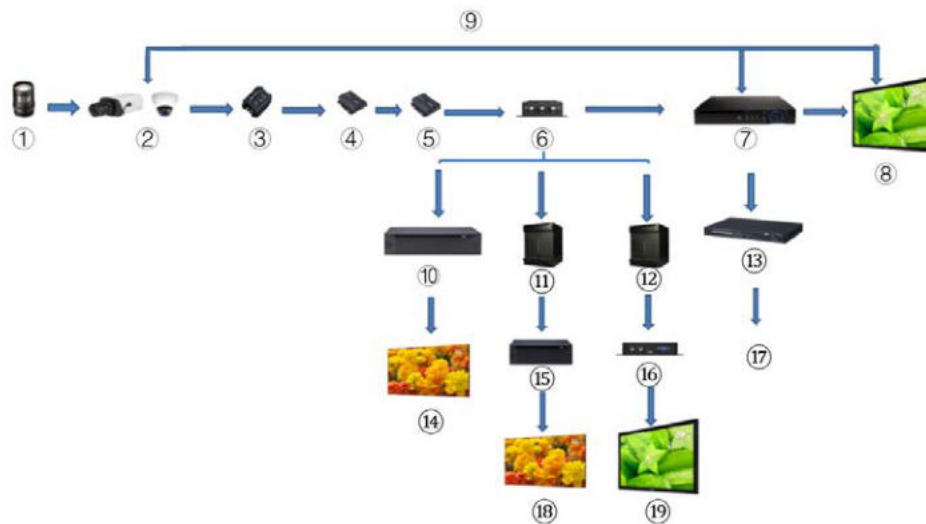 ⑨
① ② ③ ④ ⑤ ⑥ ⑦ ⑧
⑩ ⑪ ⑫ ⑬
⑭ ⑮ ⑯ ⑰
⑱ ⑲